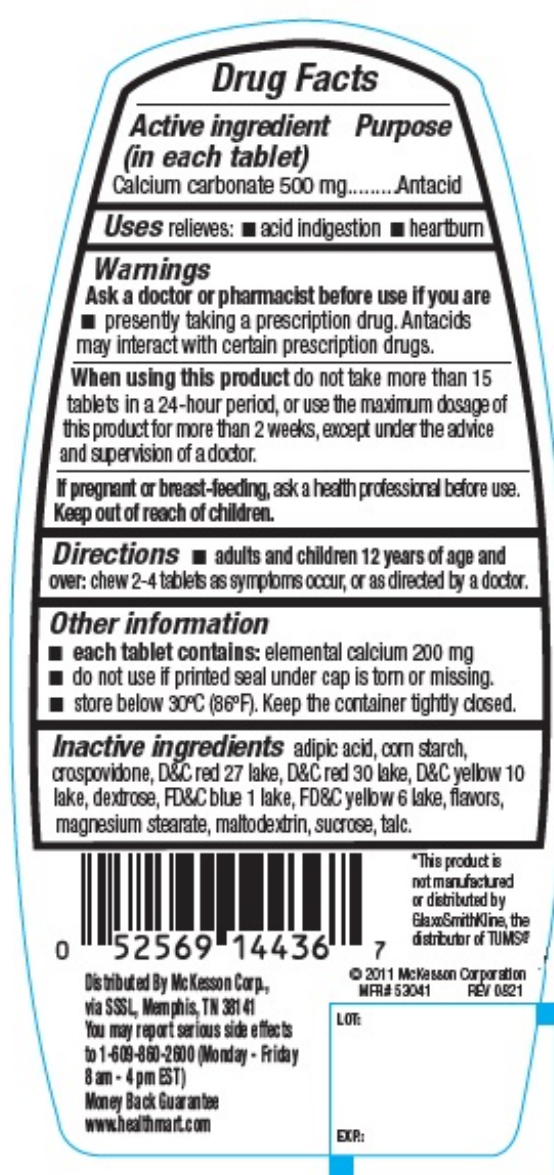 Drug Facts
Active ingredient Purpose
(in each tablet)
Calcium carbonate 500 mg.........Antacid
Uses relieves: ■ acid indigestion ■ heartburn
Warnings
Ask a doctor or pharmacist before use if you are
■ presently taking a prescription drug. Antacids
may interact with certain prescription drugs.
When using this product do not take more than 15
tablets in a 24-hour period, or use the maximum dosage of
this product for more than 2 weeks, except under the advice
and supervision of a doctor.
If pregnant or breast-feeding, ask a health professional before use.
Keep out of reach of children.
Directions ■ adults and children 12 years of age and
over: chew 2-4 tablets as symptoms occur, or as directed by a doctor.
Other information
■ each tablet contains: elemental calcium 200 mg
■ do not use if printed seal under cap is torn or missing.
■ store below 30ºC (86ºF). Keep the container tightly closed.
Inactive ingredients adipic acid, corn starch,
crospovidone, D&C red 27 lake, D&C red 30 lake, D&C yellow 10
lake, dextrose, FD&C blue 1 lake, FD&C yellow 6 lake, flavors,
magnesium stearate, maltodextrin, sucrose, talc.
0 52569 14436 7
*This product is
not manufactured
or distributed by
GlaxoSmithKline, the
distributor of TUMS®
© 2011 McKesson Corporation
MFR# 53041 REV 0821
Distributed By McKesson Corp.,
via SSSL, Memphis, TN 38141
You may report serious side effects
to 1-609-860-2600 (Monday - Friday
8 am - 4 pm EST)
Money Back Guarantee
www.healthmart.com
LOT:
EXP.: